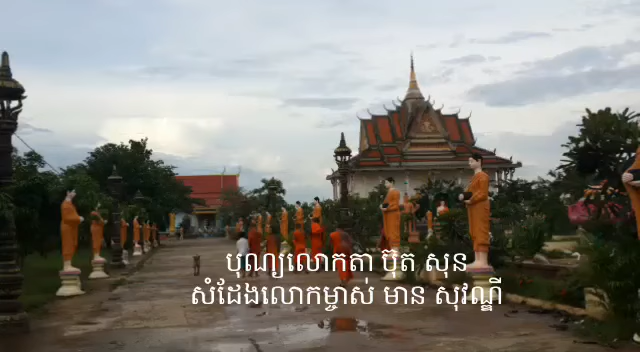 បុណ្យលោកតា ប៊ុត សុន
សំដែងលោកម្ចាស់ មាន សុវណ្ឌី